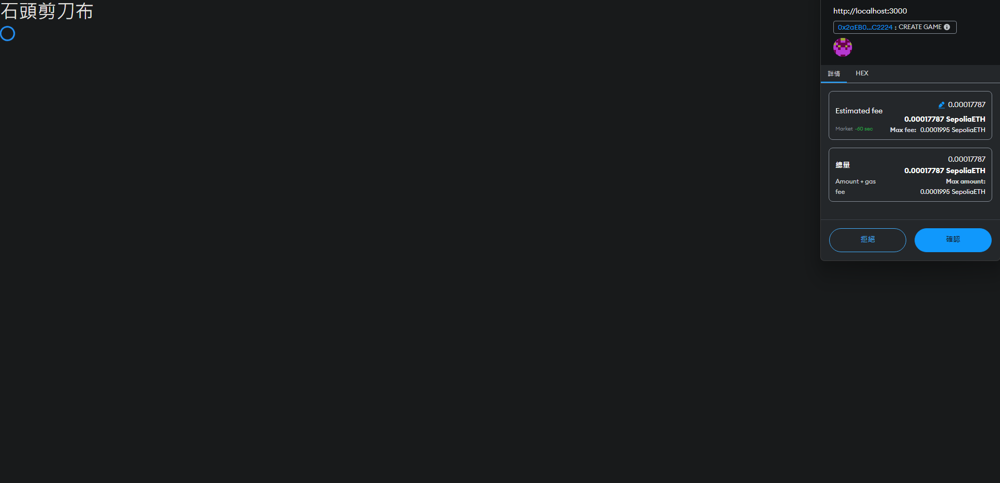 石頭剪刀布
http://localhost:3000
0x2aEB0...C2224 : CREATE GAME
詳情 HEX
0.00017787
Estimated fee
0.00017787 SepoliaETH
Market ~60 sec Max fee: 0.0001995 SepoliaETH
0.00017787
總量
0.00017787 SepoliaETH
Amount + gas fee
Max amount:
0.0001995 SepoliaETH
拒絕 確認